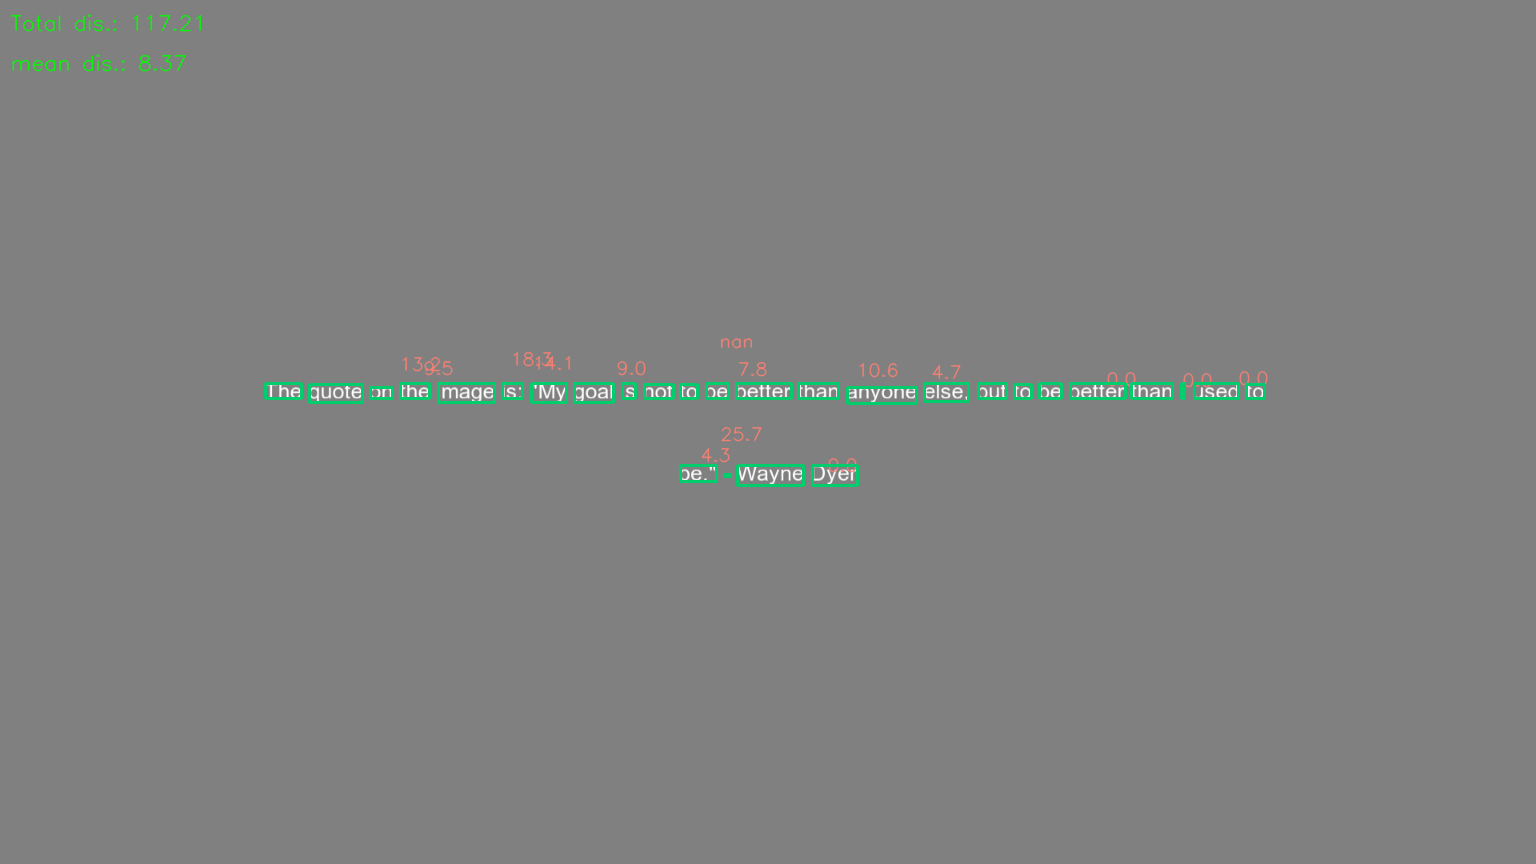 Total dis.: 117.21
mean dis.: 8.37
nan
13.2 9.5 18.3 14.1 9.0 7.8 10.6 4.7 0.0 0.0 0.0
The quote on the image is: "My goal is not to be better than anyone else, but to be better than I used to
25.7
4.3 0.0
be." - Wayne Dyer